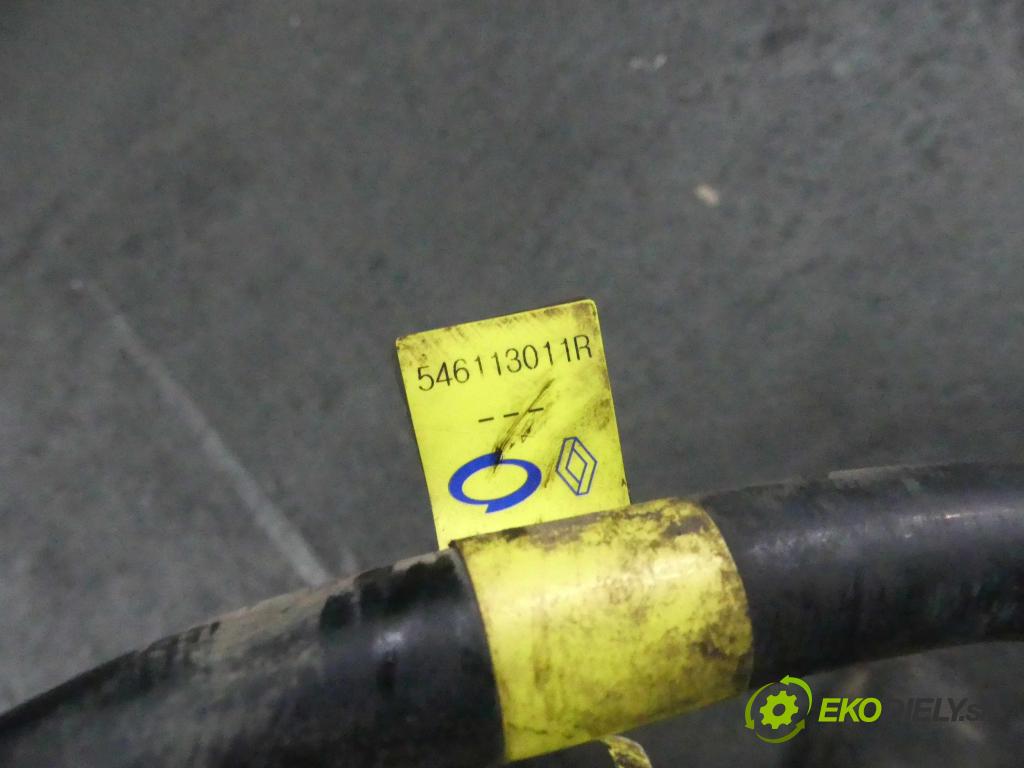 546113011R
---
EKODIELY.sk